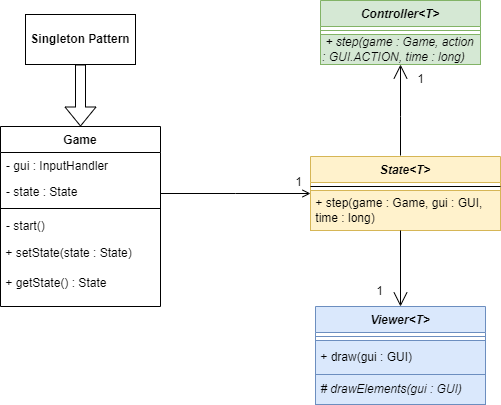 Singleton Pattern
Game
- gui : InputHandler
- state : State
- start()
+ setState(state : State)
+ getState() : State
Controller<T>
+ step(game : Game, action
: GUI.ACTION, time : long)
1
1
State<T>
+ step(game : Game, gui : GUI,
time : long)
1
Viewer<T>
+ draw(gui : GUI)
# drawElements(gui : GUI)